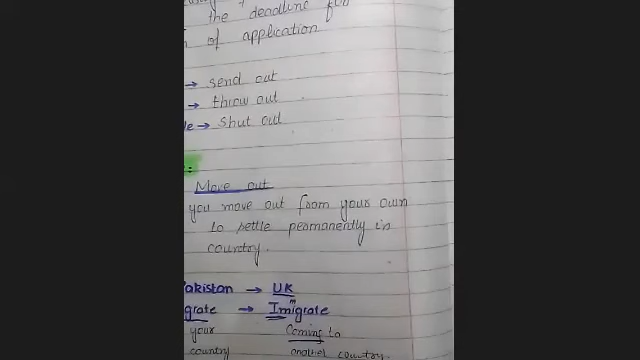 the deadline for
of application
→ send out
→ throw out
→ shut out
Move out
you move out from your own
to settle permanently in
country.
akistan → UK
grate → Immigrate
your Coming to
country another country.